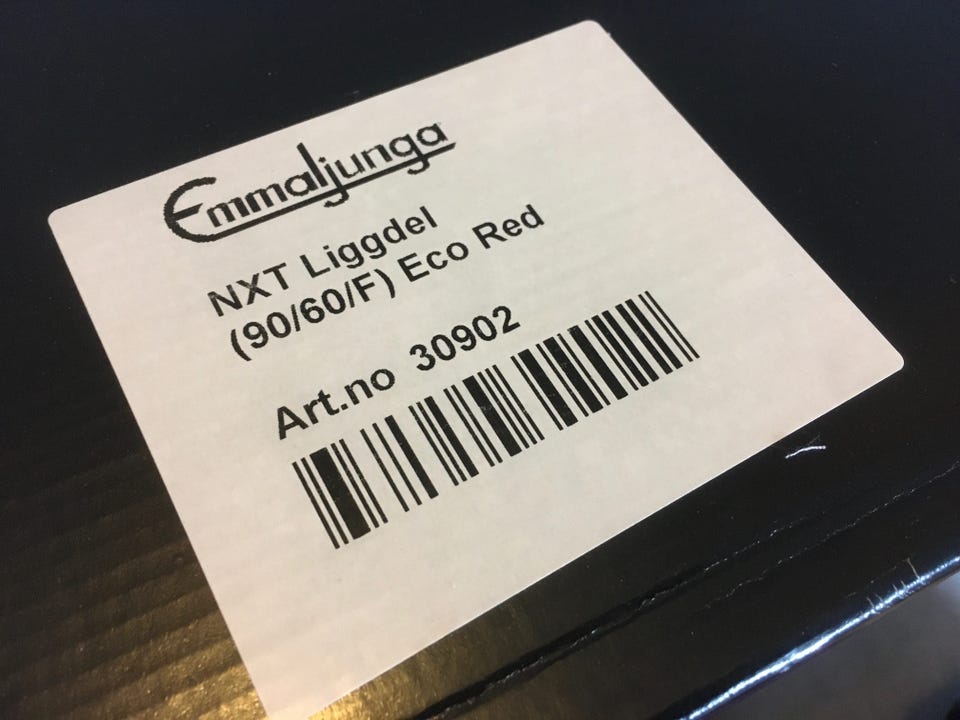 Emmaljunga
NXT Liggdel
(90/60/F) Eco Red
Art.no 30902